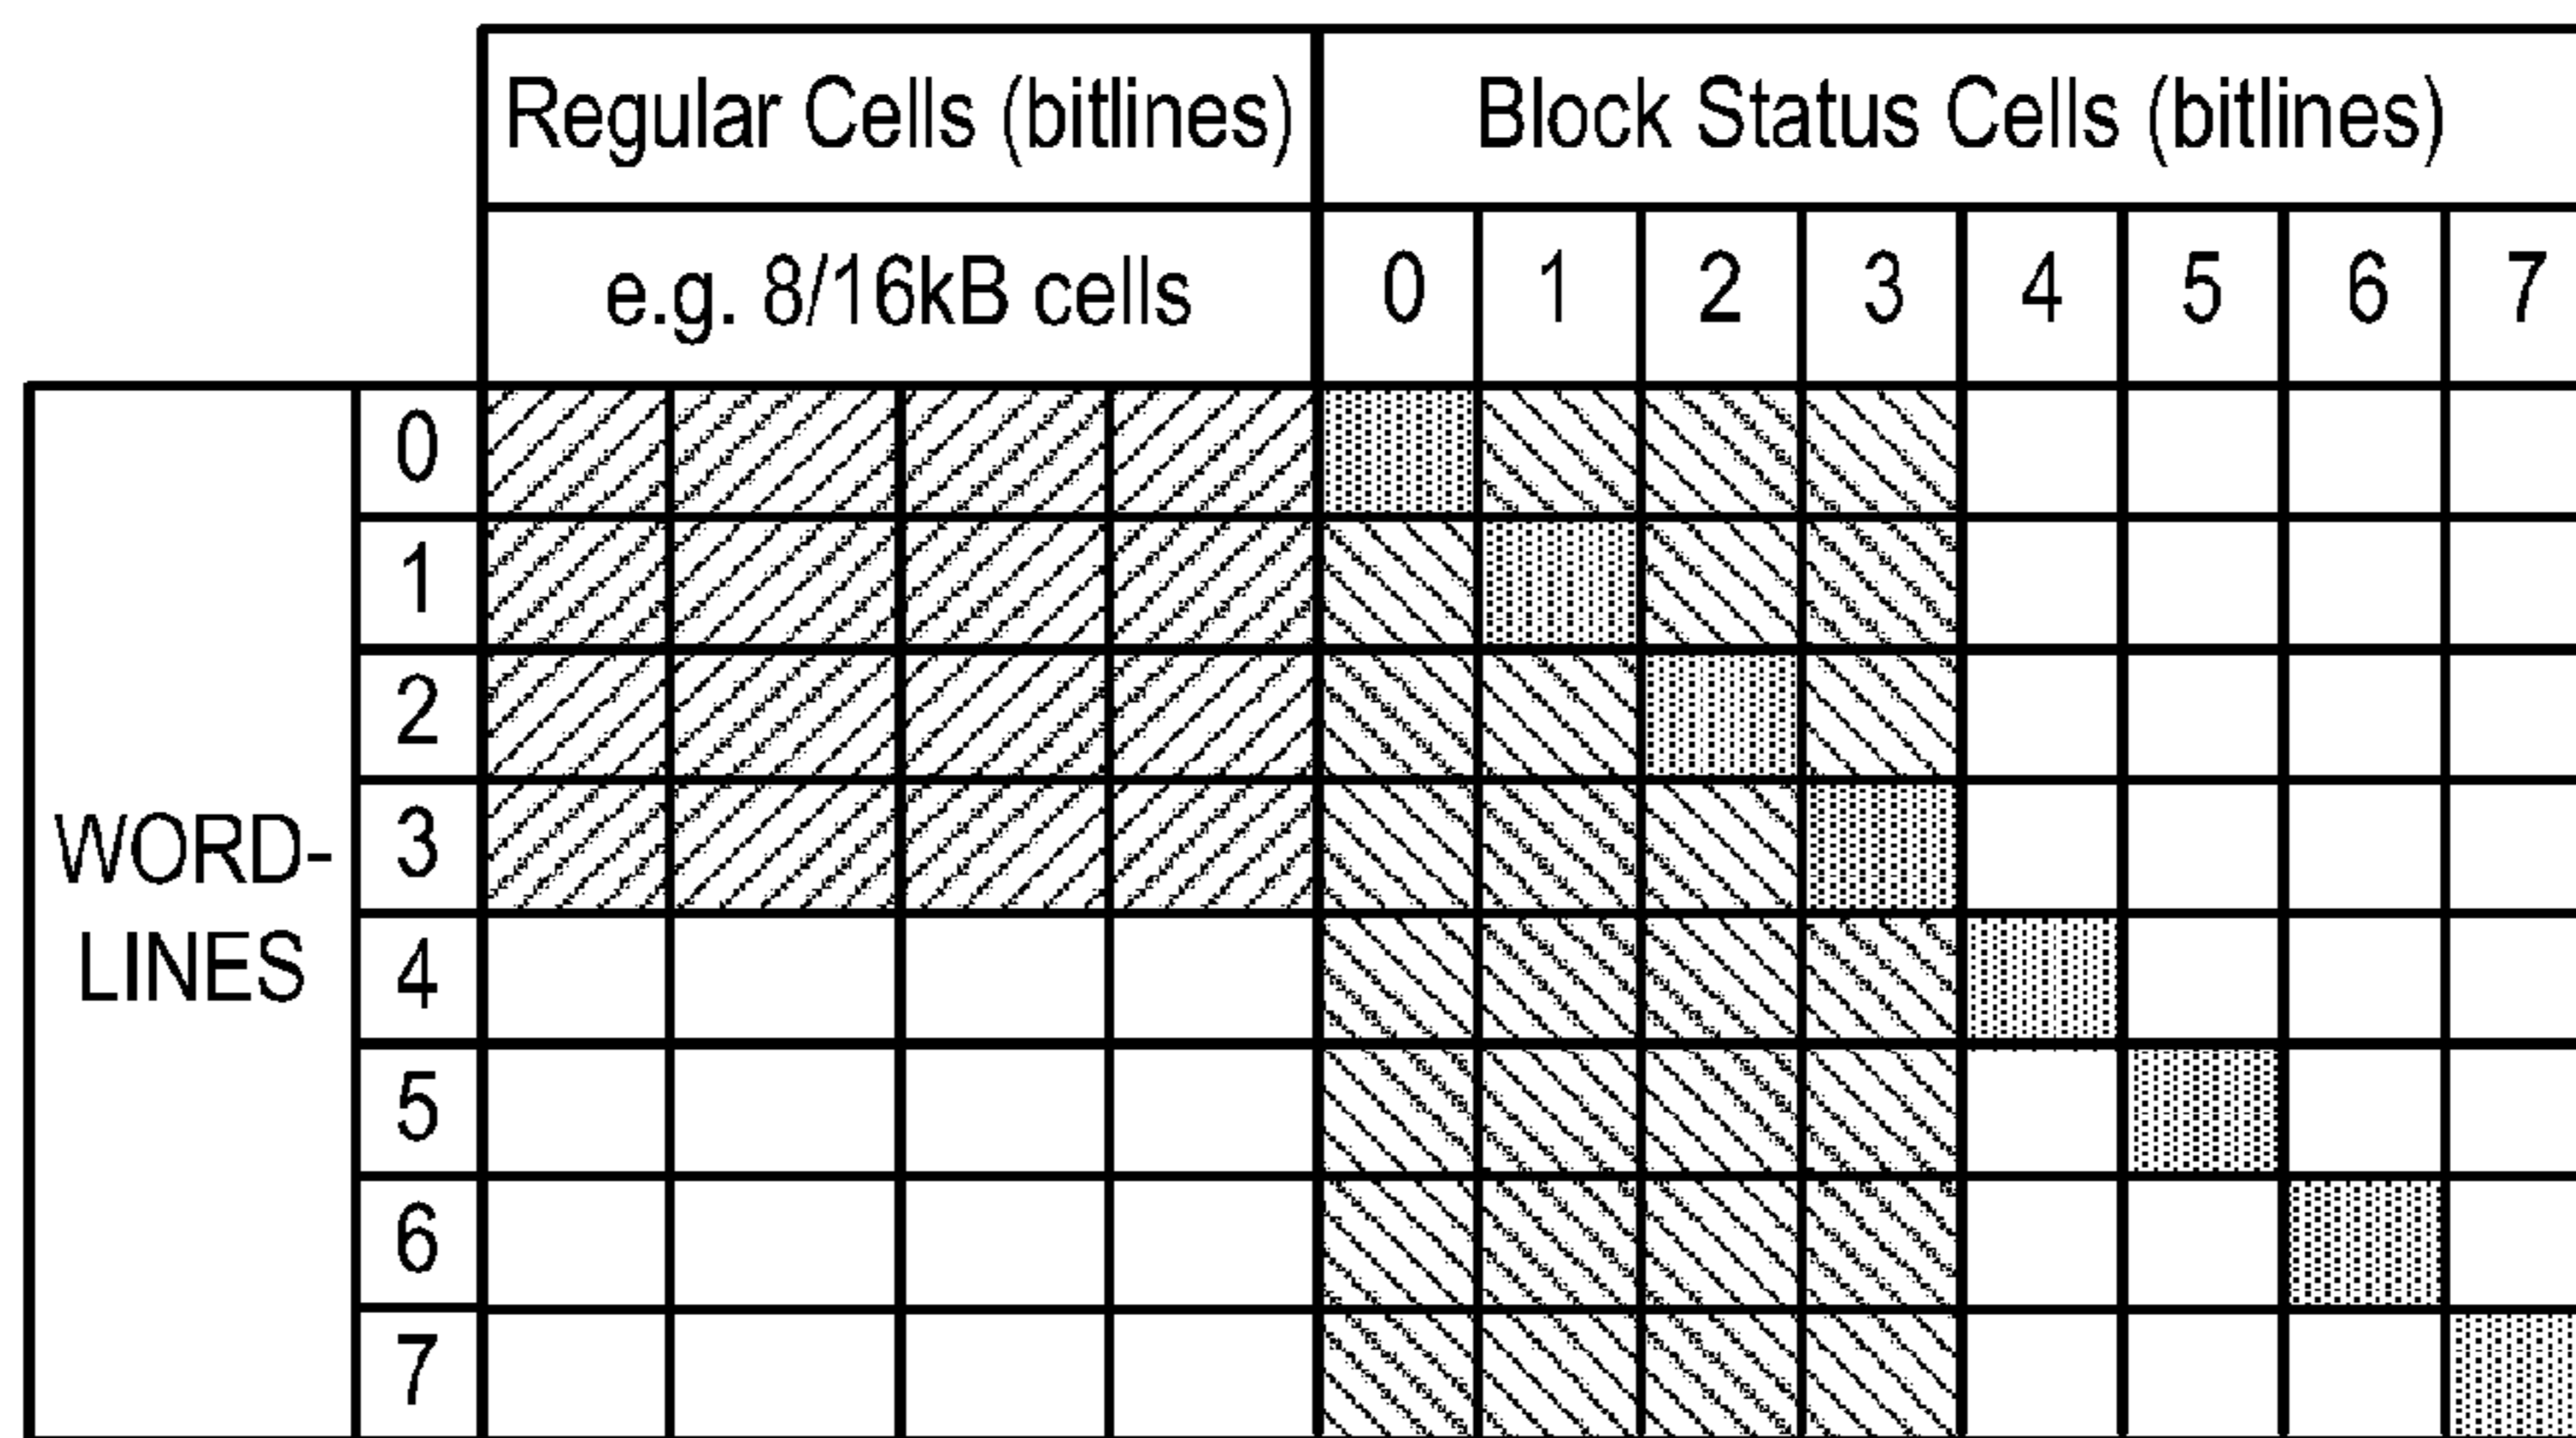 Regular Cells (bitlines) Block Status Cells (bitlines)
e.g. 8/16kB cells 0 1 2 3 4 5 6 7
0
1
2
3
WORD-
LINES
4
5
6
7